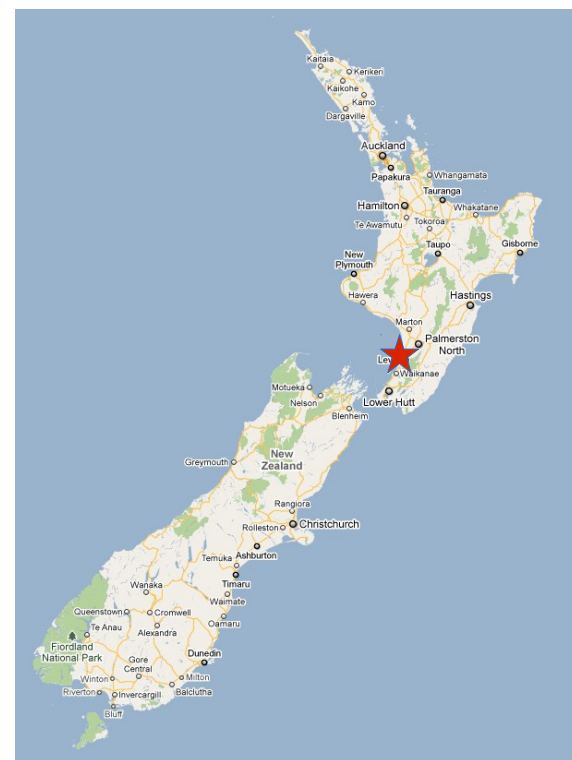 Kaitaia
Kerikeri
Kaikohe
Kamo
Dargaville
Auckland
Papakura
Whangamata
Tauranga
Hamilton
Whakatane
Tokoroa
Te Awamutu
Taupo
Gisborne
New
Plymouth
Hawera
Hastings
Marton
Palmerston
North
Waikanae
Lower Hutt
Motueka
Nelson
Blenheim
New
Zealand
Greymouth
Rangiora
Rolleston
Christchurch
Ashburton
Temuka
Timaru
Wanaka
Waimate
Queenstown
Cromwell
Oamaru
Te Anau
Alexandra
Fiordland
National Park
Gore
Central
Dunedin
Winton
Milton
Riverton
Invercargill
Balclutha
Bluff